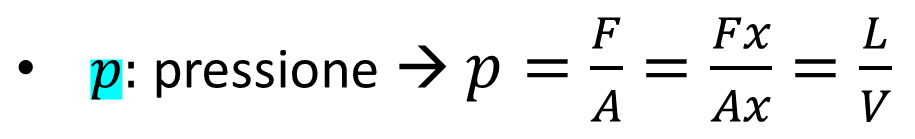 • p: pressione → p = F/A = Fx/Ax = L/V